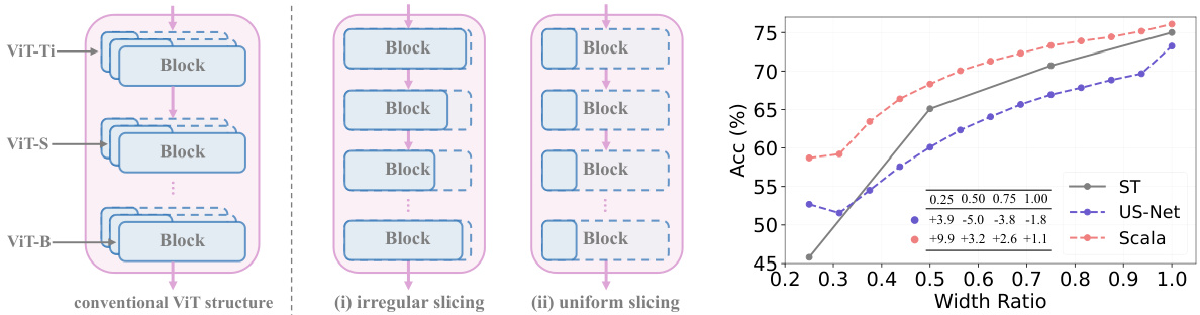 ViT-Ti
Block
ViT-S
Block
ViT-B
Block
conventional ViT structure
Block
Block
Block
Block
(i) irregular slicing
Block
Block
Block
Block
(ii) uniform slicing
Acc (%)
75
70
65
60
55
50
45
0.2 0.3 0.4 0.5 0.6 0.7 0.8 0.9 1.0
Width Ratio
0.25 0.50 0.75 1.00
+3.9 -5.0 -3.8 -1.8
+9.9 +3.2 +2.6 +1.1
ST
US-Net
Scala